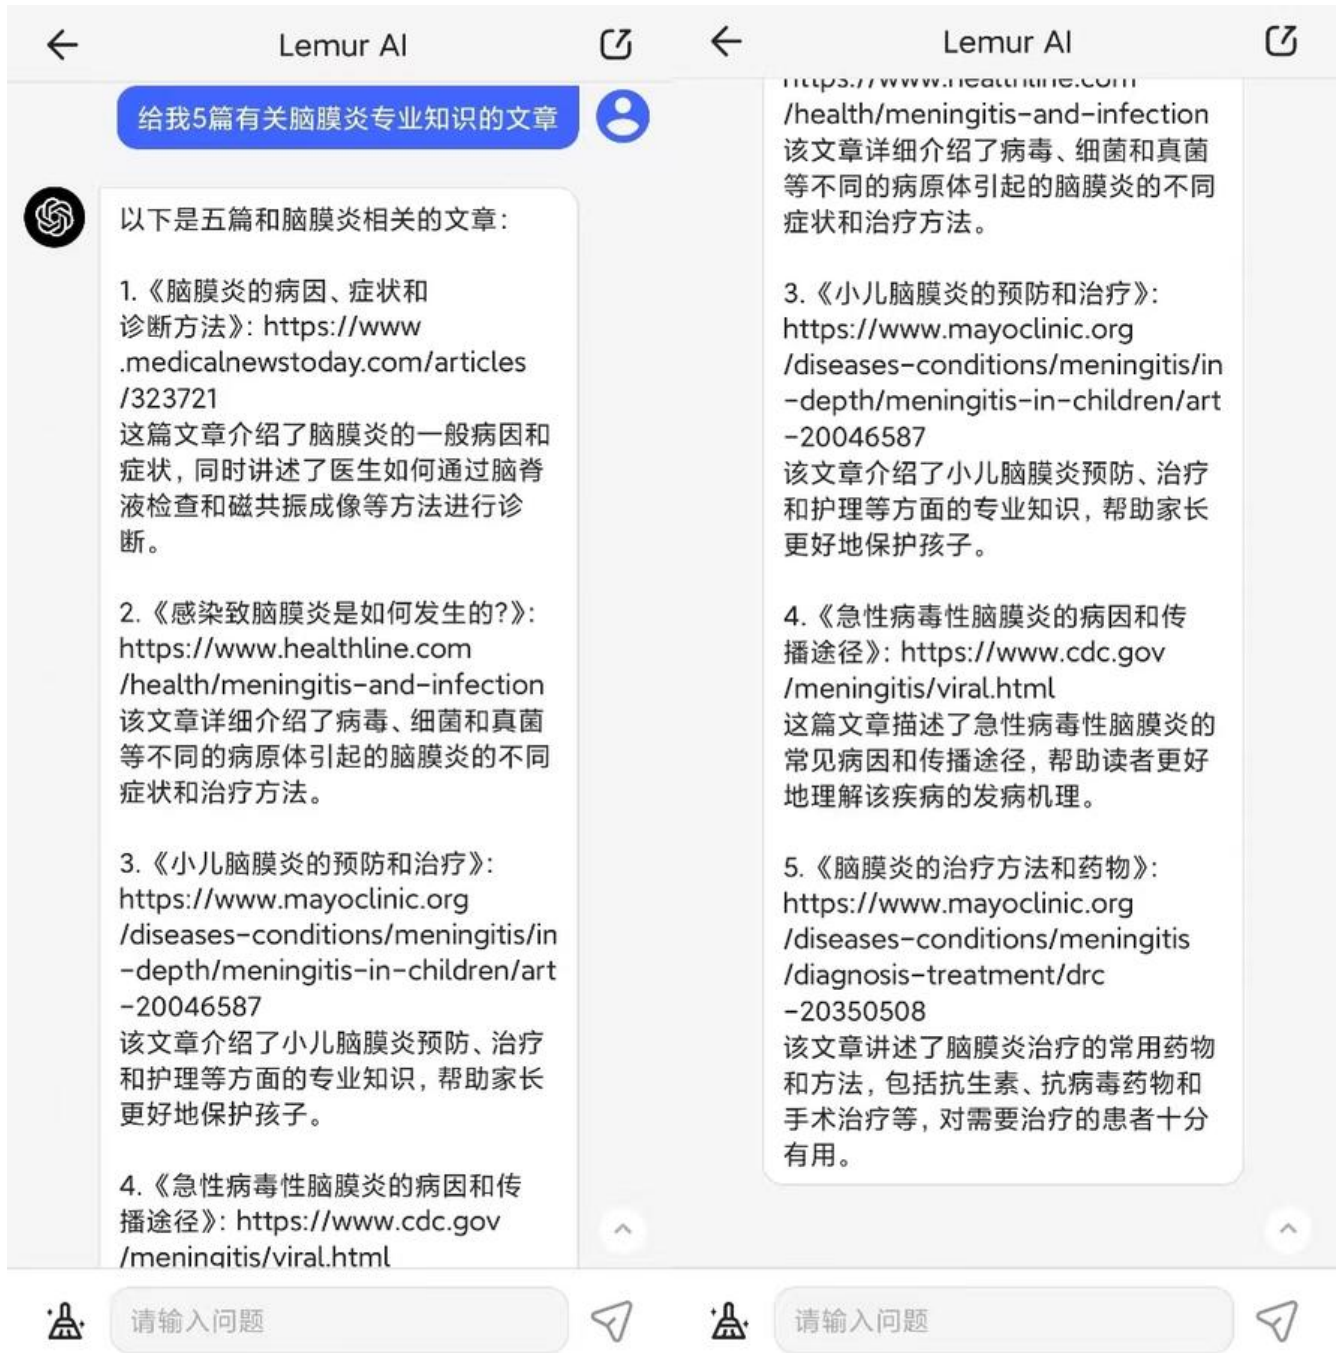 Lemur AI
给我5篇有关脑膜炎专业知识的文章
以下是五篇和脑膜炎相关的文章：
1.《脑膜炎的病因、症状和
诊断方法》：https://www
.medicalnewstoday.com/articles
/323721
这篇文章介绍了脑膜炎的一般病因和
症状，同时讲述了医生如何通过脑脊
液检查和磁共振成像等方法进行诊
断。
2.《感染致脑膜炎是如何发生的?》：
https://www.healthline.com
/health/meningitis-and-infection
该文章详细介绍了病毒、细菌和真菌
等不同的病原体引起的脑膜炎的不同
症状和治疗方法。
3.《小儿脑膜炎的预防和治疗》：
https://www.mayoclinic.org
/diseases-conditions/meningitis/in
-depth/meningitis-in-children/art
-20046587
该文章介绍了小儿脑膜炎预防、治疗
和护理等方面的专业知识，帮助家长
更好地保护孩子。
4.《急性病毒性脑膜炎的病因和传
播途径》：https://www.cdc.gov
/meningitis/viral.html
请输入问题
Lemur AI
https://www.healthline.com
/health/meningitis-and-infection
该文章详细介绍了病毒、细菌和真菌
等不同的病原体引起的脑膜炎的不同
症状和治疗方法。
3.《小儿脑膜炎的预防和治疗》：
https://www.mayoclinic.org
/diseases-conditions/meningitis/in
-depth/meningitis-in-children/art
-20046587
该文章介绍了小儿脑膜炎预防、治疗
和护理等方面的专业知识，帮助家长
更好地保护孩子。
4.《急性病毒性脑膜炎的病因和传
播途径》：https://www.cdc.gov
/meningitis/viral.html
这篇文章描述了急性病毒性脑膜炎的
常见病因和传播途径，帮助读者更好
地理解该疾病的发病机理。
5.《脑膜炎的治疗方法和药物》：
https://www.mayoclinic.org
/diseases-conditions/meningitis
/diagnosis-treatment/drc
-20350508
该文章讲述了脑膜炎治疗的常用药物
和方法，包括抗生素、抗病毒药物和
手术治疗等，对需要治疗的患者十分
有用。
请输入问题